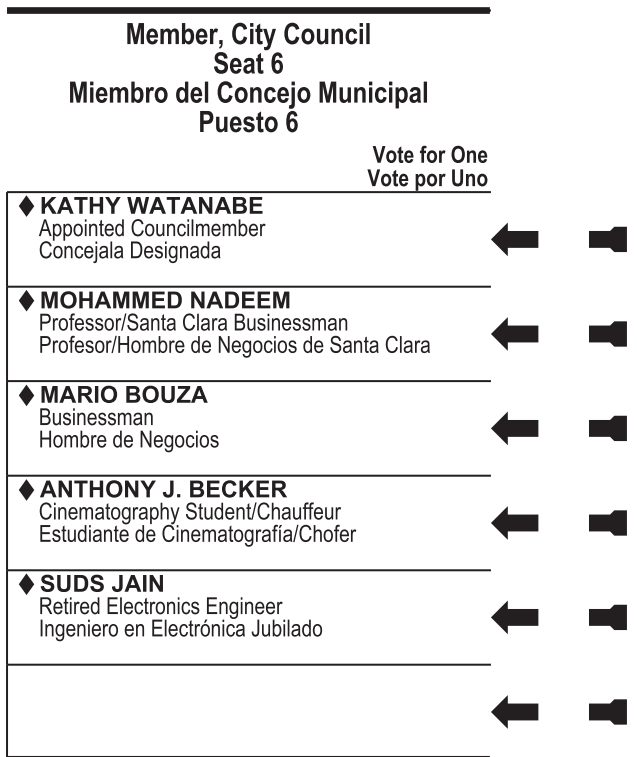 Member, City Council
Seat 6
Miembro del Concejo Municipal
Puesto 6
Vote for One
Vote por Uno
KATHY WATANABE
Appointed Councilmember
Concejala Designada
MOHAMMED NADEEM
Professor/Santa Clara Businessman
Profesor/Hombre de Negocios de Santa Clara
MARIO BOUZA
Businessman
Hombre de Negocios
ANTHONY J. BECKER
Cinematography Student/Chauffeur
Estudiante de Cinematografía/Chofer
SUDS JAIN
Retired Electronics Engineer
Ingeniero en Electrónica Jubilado